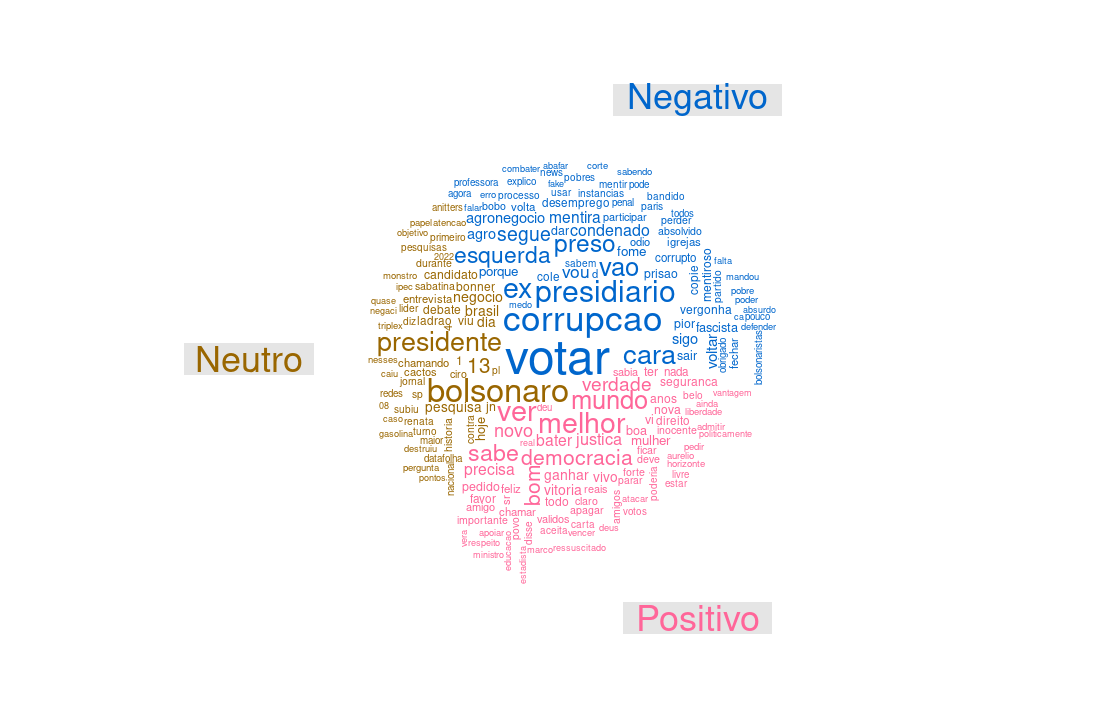 Negativo
combater abafar corte
news sabendo
professora explico fake pobres mentir pode
agora erro processo usar instancias bandido
anitters falar bobo volta desemprego penal paris todos
papel atencao agronegocio mentira participar perder
objetivo primeiro agro segue dar condenado absolvido
pesquisas preso odio igrejas
2022 esquerda fome corrupto mentiroso falta
durante porque sabem vao prisao
monstro candidato cole vou d copie partido mandou
ipec sabatina bonner ex presidiario pobre
quase entrevista negocio medo poder
negaci lider debate brasil corrupcao vergonha absurdo
triplex diz ladrao 4 viu dia pior fascista ca pouco defender
presidente votar sigo voltar obrigado fechar bolsonaristas
Neutro
nesses chamando 1 13 pl cara sair
caiu cactos ciro sabia ter nada
jornal bolsonaro verdade seguranca
redes sp mundo anos belo vantagem
08 subiu pesquisa jn ver deu nova ainda liberdade
caso renata historia contra hoje melhor vi direito
gasolina turno novo boa inocente admitir politicamente
maior real bater justica mulher
destruiu sabe democracia ficar pedir
datafolha deve aurelio
pergunta nacional precisa bom ganhar vivo forte poderia horizonte
pontos parar livre
pedido feliz vitoria reais estar
favor sr todo claro amigos atacar
amigo chamar apagar votos
importante povo disse validos carta deus
vera apoiar educacao aceita vencer
respeito marco ressuscitado
ministro estadista
Positivo